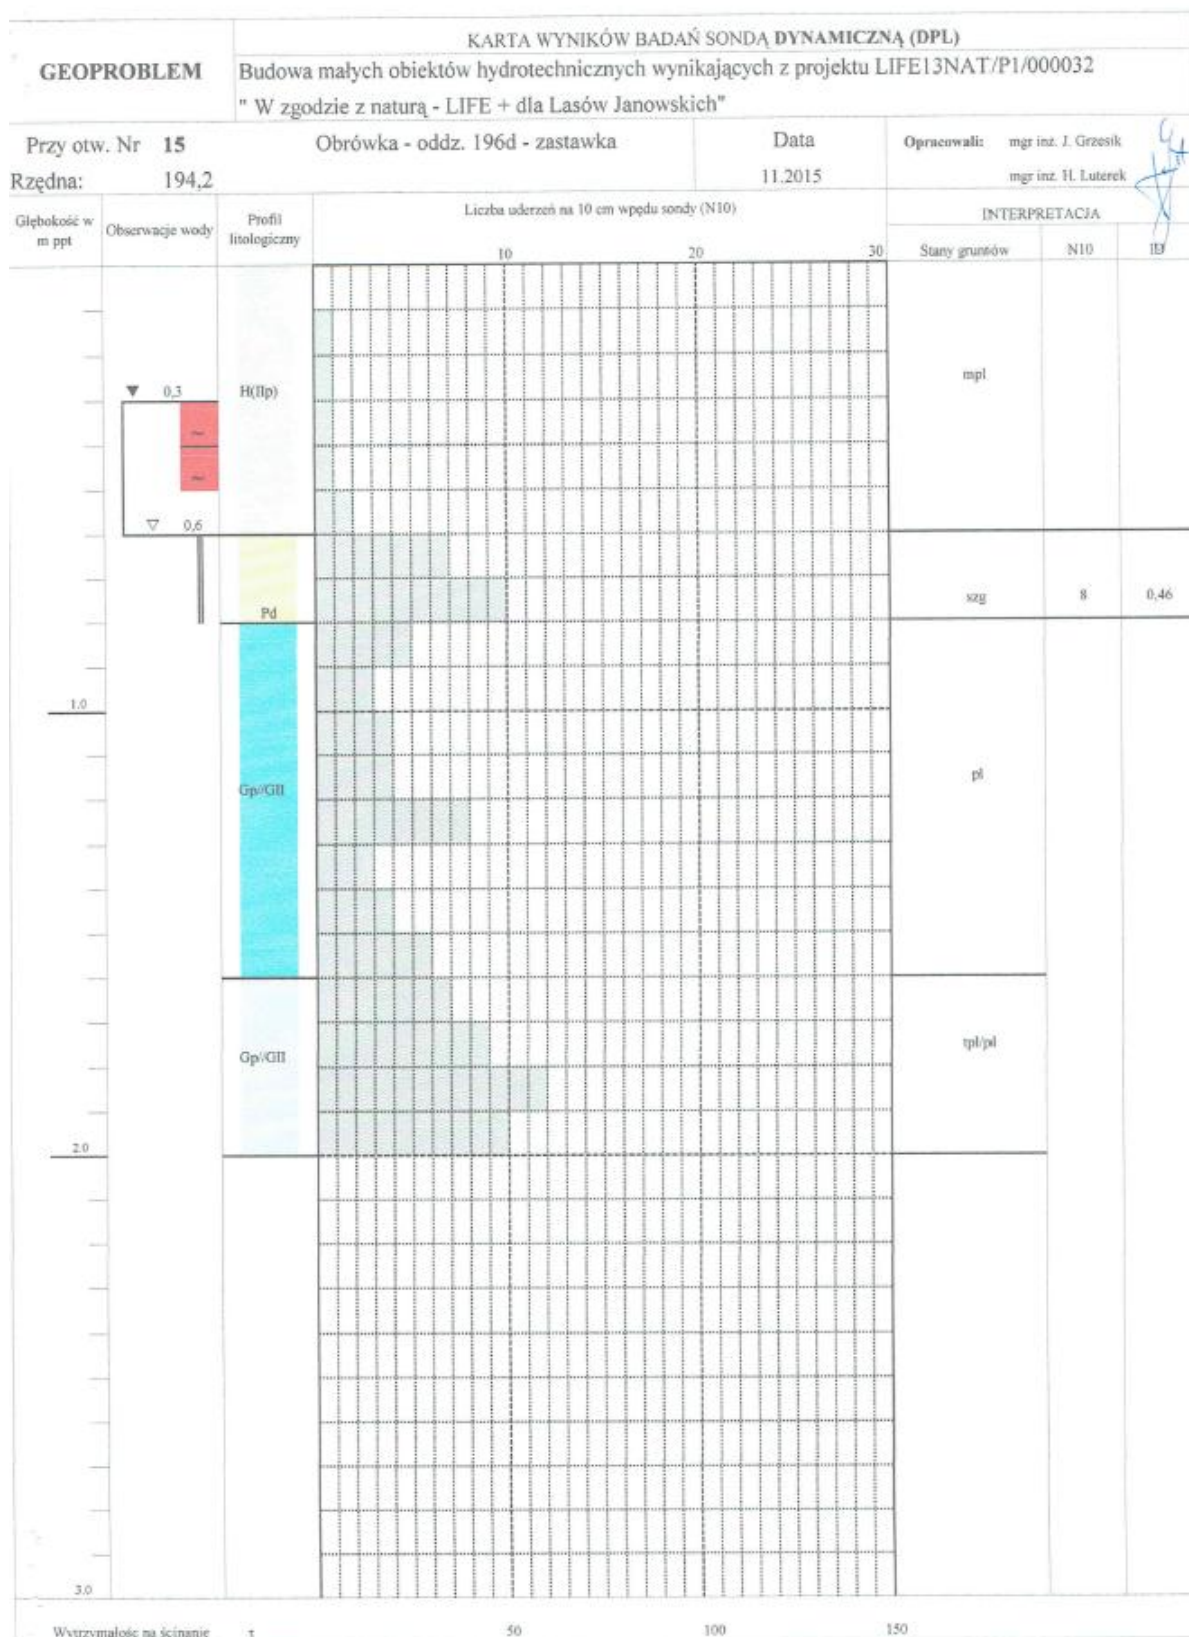 KARTA WYNIKÓW BADAŃ SONDĄ DYNAMICZNĄ (DPL)
GEOPROBLEM
Budowa małych obiektów hydrotechnicznych wynikających z projektu LIFE13NAT/P1/000032
" W zgodzie z naturą - LIFE + dla Lasów Janowskich"
Przy otw. Nr 15
Obrówka - oddz. 196d - zastawka
Data
Opracowali: mgr inż. J. Grzesik
Rzędna: 194,2
11.2015
mgr inż. H. Luterek
Głębokość w m ppt
Obserwacje wody
Profil litologiczny
Liczba uderzeń na 10 cm wpędu sondy (N10)
INTERPRETACJA
10 20 30
Stany gruntów N10 ID
mpl
0,3
H(IIp)
~
~
0,6
szg 8 0,46
Pd
1.0
pl
Gp//GII
tpl/pl
Gp//GII
2.0
3.0
Wytrzymałość na ścinanie τ 50 100 150